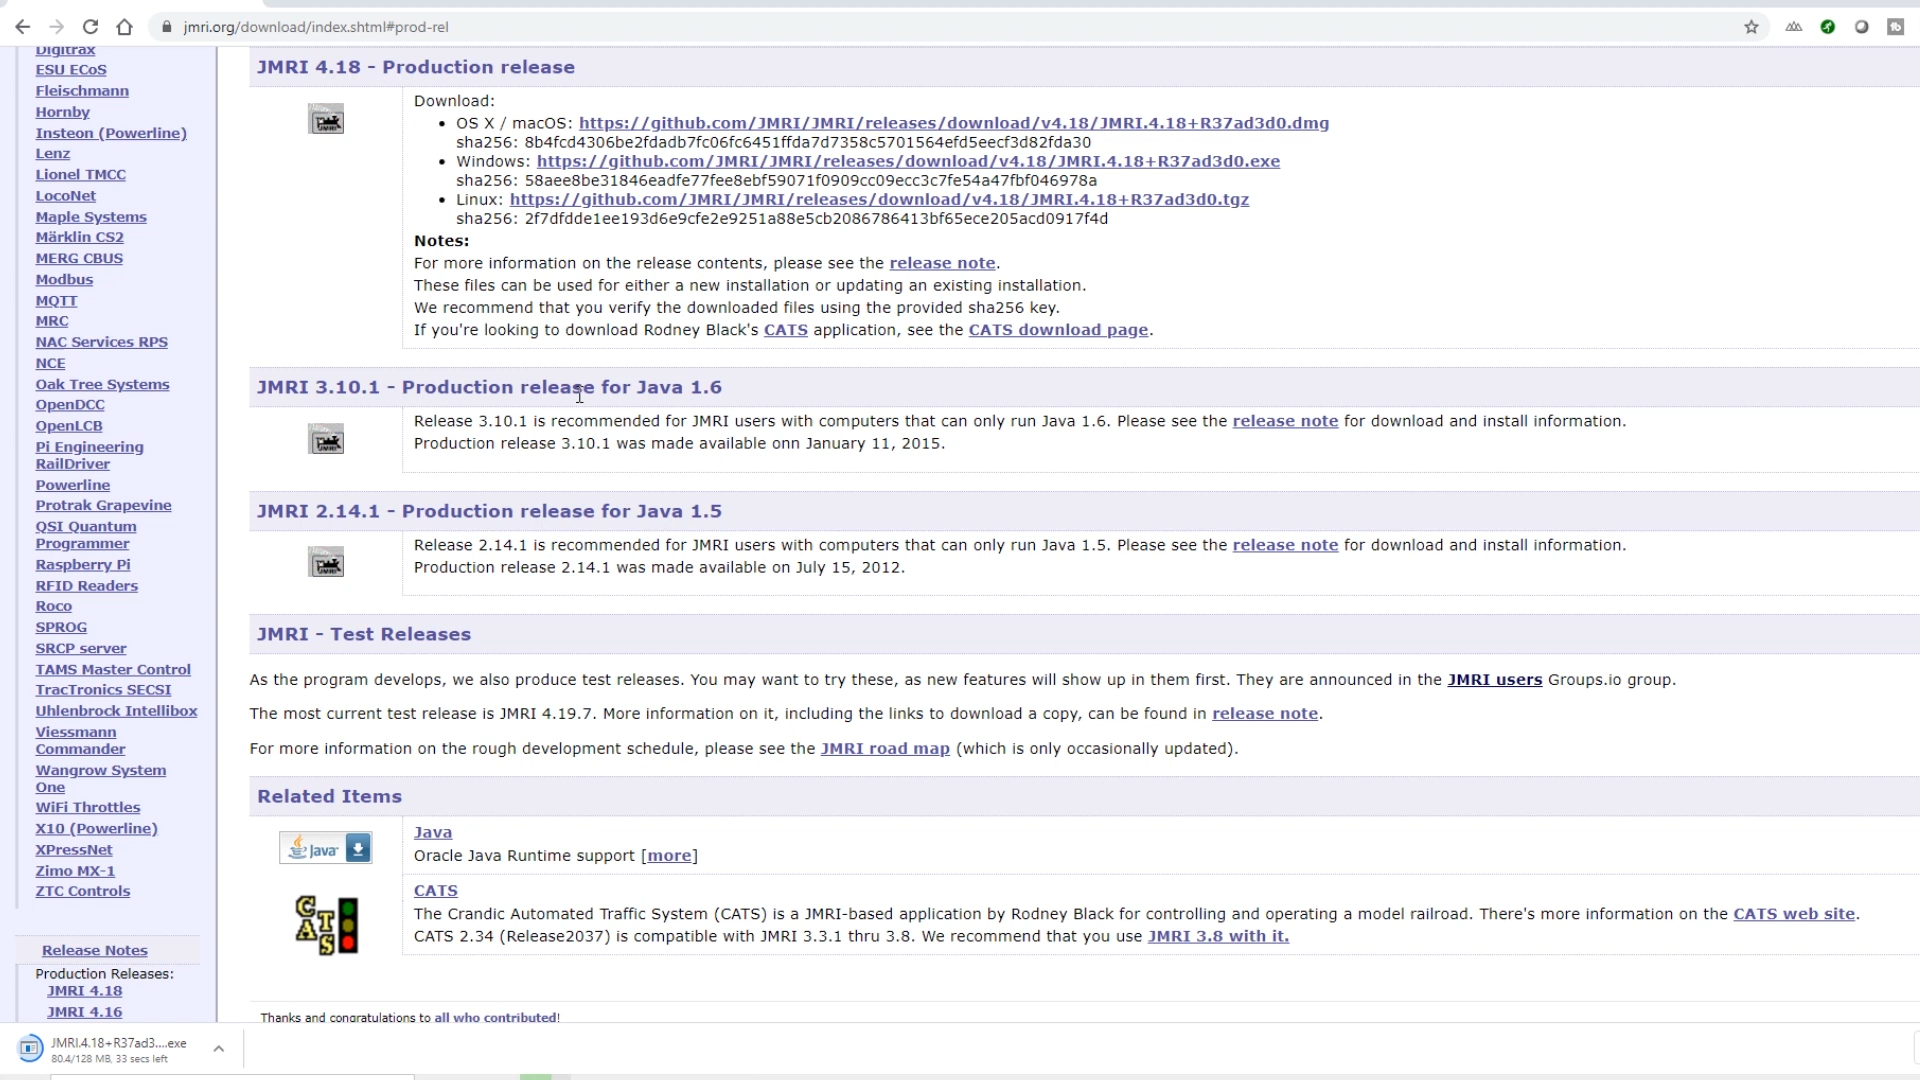 jmri.org/download/index.shtml#prod-rel
Digitrax
ESU ECoS
Fleischmann
Hornby
Insteon (Powerline)
Lenz
Lionel TMCC
LocoNet
Maple Systems
Märklin CS2
MERG CBUS
Modbus
MQTT
MRC
NAC Services RPS
NCE
Oak Tree Systems
OpenDCC
OpenLCB
Pi Engineering
RailDriver
Powerline
Protrak Grapevine
QSI Quantum
Programmer
Raspberry Pi
RFID Readers
Roco
SPROG
SRCP server
TAMS Master Control
TracTronics SECSI
Uhlenbrock Intellibox
Viessmann
Commander
Wangrow System
One
WiFi Throttles
X10 (Powerline)
XPressNet
Zimo MX-1
ZTC Controls
Release Notes
Production Releases:
JMRI 4.18
JMRI 4.16
JMRI 4.18 - Production release
Download:
• OS X / macOS: https://github.com/JMRI/JMRI/releases/download/v4.18/JMRI.4.18+R37ad3d0.dmg
sha256: 8b4fcd4306be2fdadb7fc06fc6451ffda7d7358c5701564efd5eecf3d82fda30
• Windows: https://github.com/JMRI/JMRI/releases/download/v4.18/JMRI.4.18+R37ad3d0.exe
sha256: 58aee8be31846eadfe77fee8ebf59071f0909cc09ecc3c7fe54a47fbf046978a
• Linux: https://github.com/JMRI/JMRI/releases/download/v4.18/JMRI.4.18+R37ad3d0.tgz
sha256: 2f7dfdde1ee193d6e9cfe2e9251a88e5cb2086786413bf65ece205acd0917f4d
Notes:
For more information on the release contents, please see the release note.
These files can be used for either a new installation or updating an existing installation.
We recommend that you verify the downloaded files using the provided sha256 key.
If you're looking to download Rodney Black's CATS application, see the CATS download page.
JMRI 3.10.1 - Production release for Java 1.6
Release 3.10.1 is recommended for JMRI users with computers that can only run Java 1.6. Please see the release note for download and install information.
Production release 3.10.1 was made available onn January 11, 2015.
JMRI 2.14.1 - Production release for Java 1.5
Release 2.14.1 is recommended for JMRI users with computers that can only run Java 1.5. Please see the release note for download and install information.
Production release 2.14.1 was made available on July 15, 2012.
JMRI - Test Releases
As the program develops, we also produce test releases. You may want to try these, as new features will show up in them first. They are announced in the JMRI users Groups.io group.
The most current test release is JMRI 4.19.7. More information on it, including the links to download a copy, can be found in release note.
For more information on the rough development schedule, please see the JMRI road map (which is only occasionally updated).
Related Items
Java
Java
Oracle Java Runtime support [more]
CATS
CATS
The Crandic Automated Traffic System (CATS) is a JMRI-based application by Rodney Black for controlling and operating a model railroad. There's more information on the CATS web site.
CATS 2.34 (Release2037) is compatible with JMRI 3.3.1 thru 3.8. We recommend that you use JMRI 3.8 with it.
Thanks and congratulations to all who contributed!
JMRI.4.18+R37ad3....exe
80.4/128 MB, 33 secs left